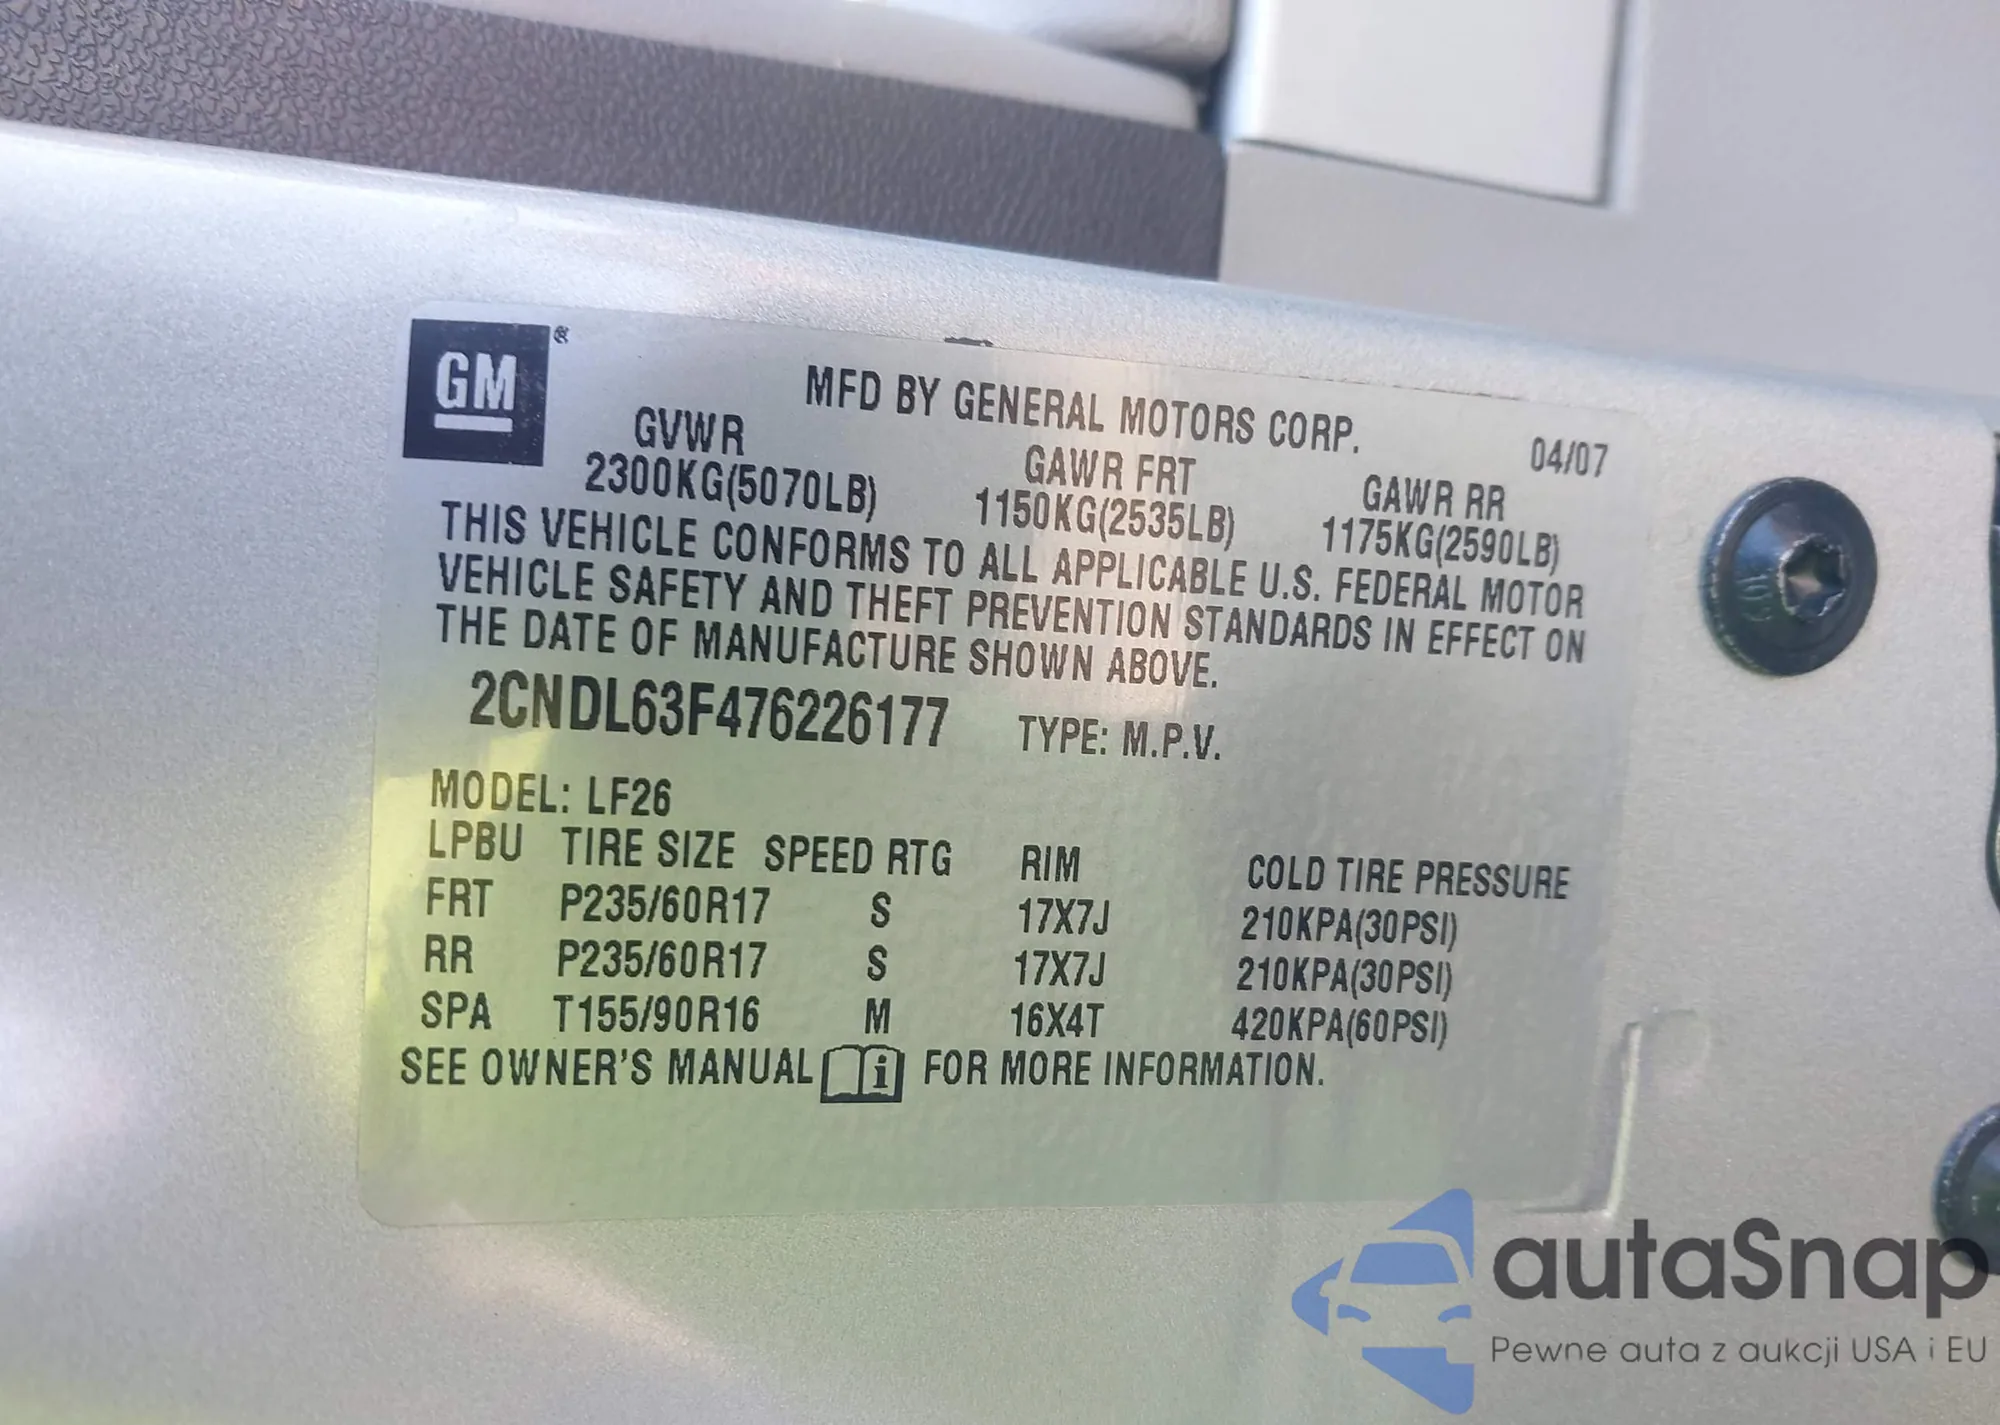 GM®
MFD BY GENERAL MOTORS CORP.
04/07
GVWR GAWR FRT GAWR RR
2300KG(5070LB) 1150KG(2535LB) 1175KG(2590LB)
THIS VEHICLE CONFORMS TO ALL APPLICABLE U.S. FEDERAL MOTOR
VEHICLE SAFETY AND THEFT PREVENTION STANDARDS IN EFFECT ON
THE DATE OF MANUFACTURE SHOWN ABOVE.
2CNDL63F476226177 TYPE: M.P.V.
MODEL: LF26
LPBU TIRE SIZE SPEED RTG RIM COLD TIRE PRESSURE
FRT P235/60R17 S 17X7J 210KPA(30PSI)
RR P235/60R17 S 17X7J 210KPA(30PSI)
SPA T155/90R16 M 16X4T 420KPA(60PSI)
SEE OWNER'S MANUAL i FOR MORE INFORMATION.
autaSnap
Pewne auta z aukcji USA i EU